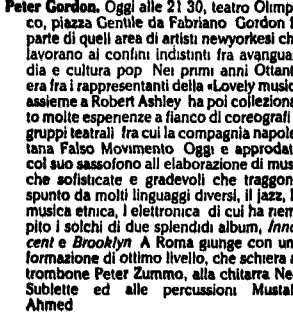 Peter Gordon. Oggi alle 21 30, teatro Olimp
co, piazza Gentile da Fabriano Gordon f
parte di quell area di artisti newyorkesi ch
lavorano ai confini indistinti fra avangua
dia e cultura pop Nei primi anni Ottant
era fra i rappresentanti della «Lovely music
assieme a Robert Ashley ha poi colleziona
to molte esperienze a fianco di coreografi
gruppi teatrali fra cui la compagnia napole
tana Falso Movimento Oggi e approdat
col suo sassofono all elaborazione di mus
che sofisticate e gradevoli che traggon
spunto da molti linguaggi diversi, il jazz, l
musica etnica, l elettronica di cui ha riem
pito i solchi di due splendidi album, Inno
cent e Brooklyn A Roma giunge con un
formazione di ottimo livello, che schiera a
trombone Peter Zummo, alla chitarra Ne
Sublette ed alle percussioni Mustaf
Ahmed